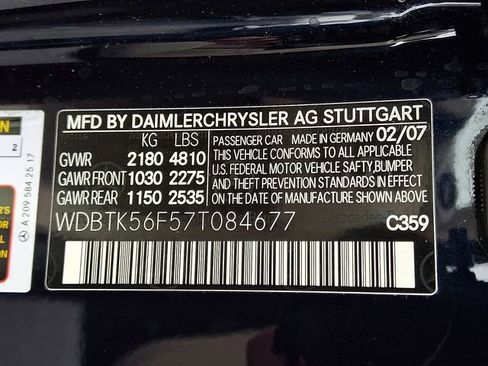 MFD BY DAIMLERCHRYSLER AG STUTTGART
KG LBS
GVWR 2180 4810
GAWR FRONT 1030 2275
GAWR REAR 1150 2535
PASSENGER CAR MADE IN GERMANY 02/07
THIS VEHICLE CONFORMS TO ALL APPLICABLE
U.S. FEDERAL MOTOR VEHICLE SAFETY, BUMPER
AND THEFT PREVENTION STANDARDS IN EFFECT
ON THE DATE OF MANUFACTURE SHOWN ABOVE
WDBTK56F57T084677
C359
2
A 209 584 25 17